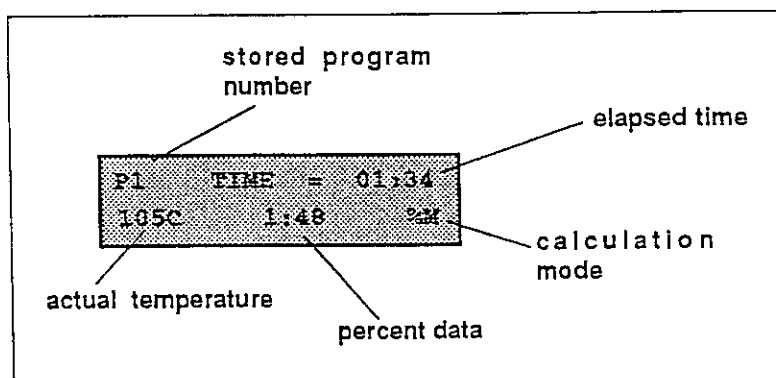 stored program
number
elapsed time
P1 TIME = 01:34
105C 1:48 %M
calculation
mode
actual temperature
percent data